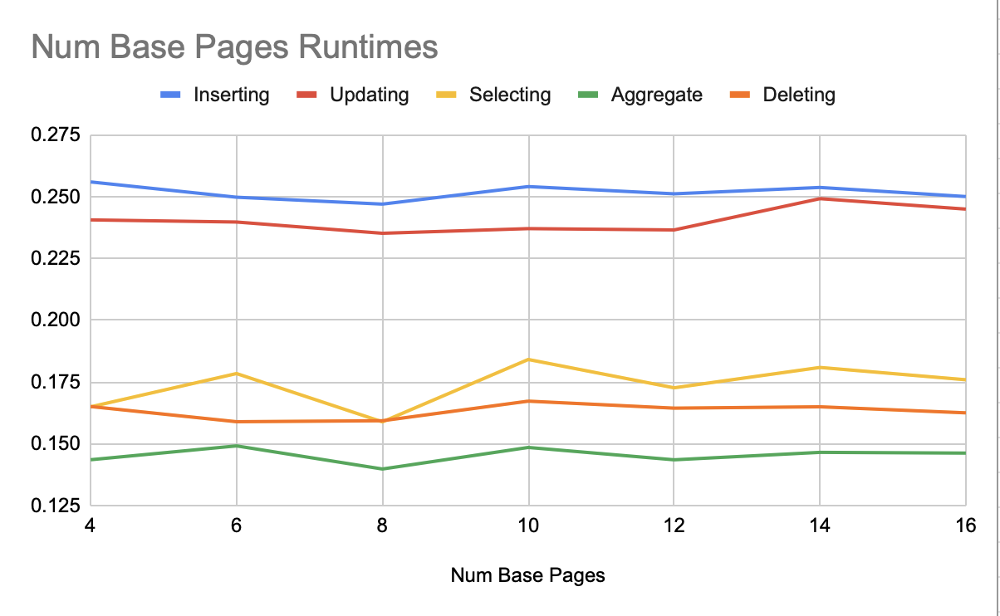 Num Base Pages Runtimes
Inserting Updating Selecting Aggregate Deleting
0.275
0.250
0.225
0.200
0.175
0.150
0.125
4 6 8 10 12 14 16
Num Base Pages